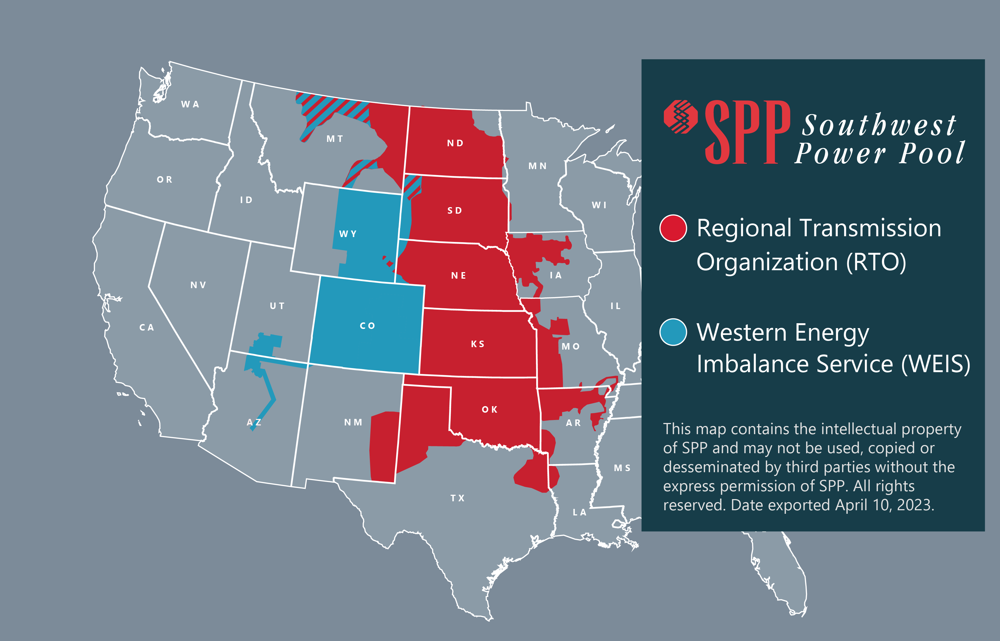 WA
MT
ND
MN
OR
ID
SD
WI
WY
NE
IA
NV
UT
IL
CO
CA
KS
MO
OK
AZ
NM
AR
MS
TX
LA
SPP Southwest
Power Pool
Regional Transmission
Organization (RTO)
Western Energy
Imbalance Service (WEIS)
This map contains the intellectual property
of SPP and may not be used, copied or
desseminated by third parties without the
express permission of SPP. All rights
reserved. Date exported April 10, 2023.